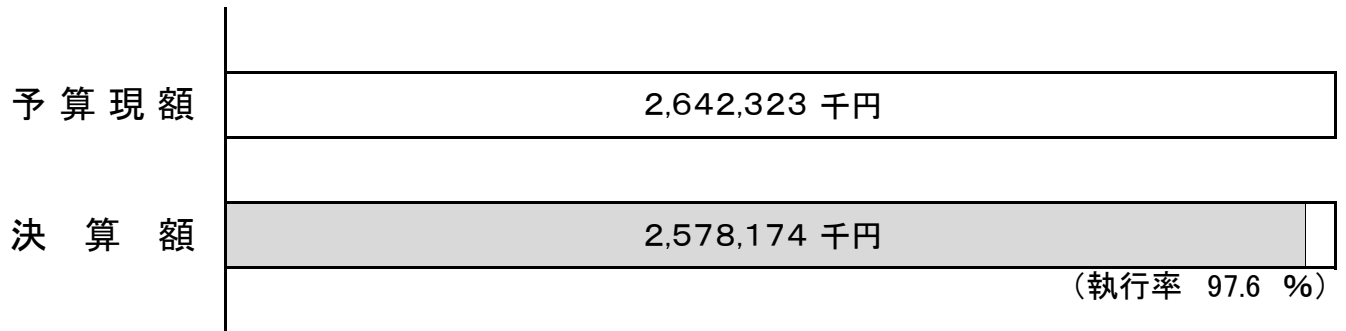 予算現額 2,642,323 千円
決算額 2,578,174 千円
（執行率 97.6 %）